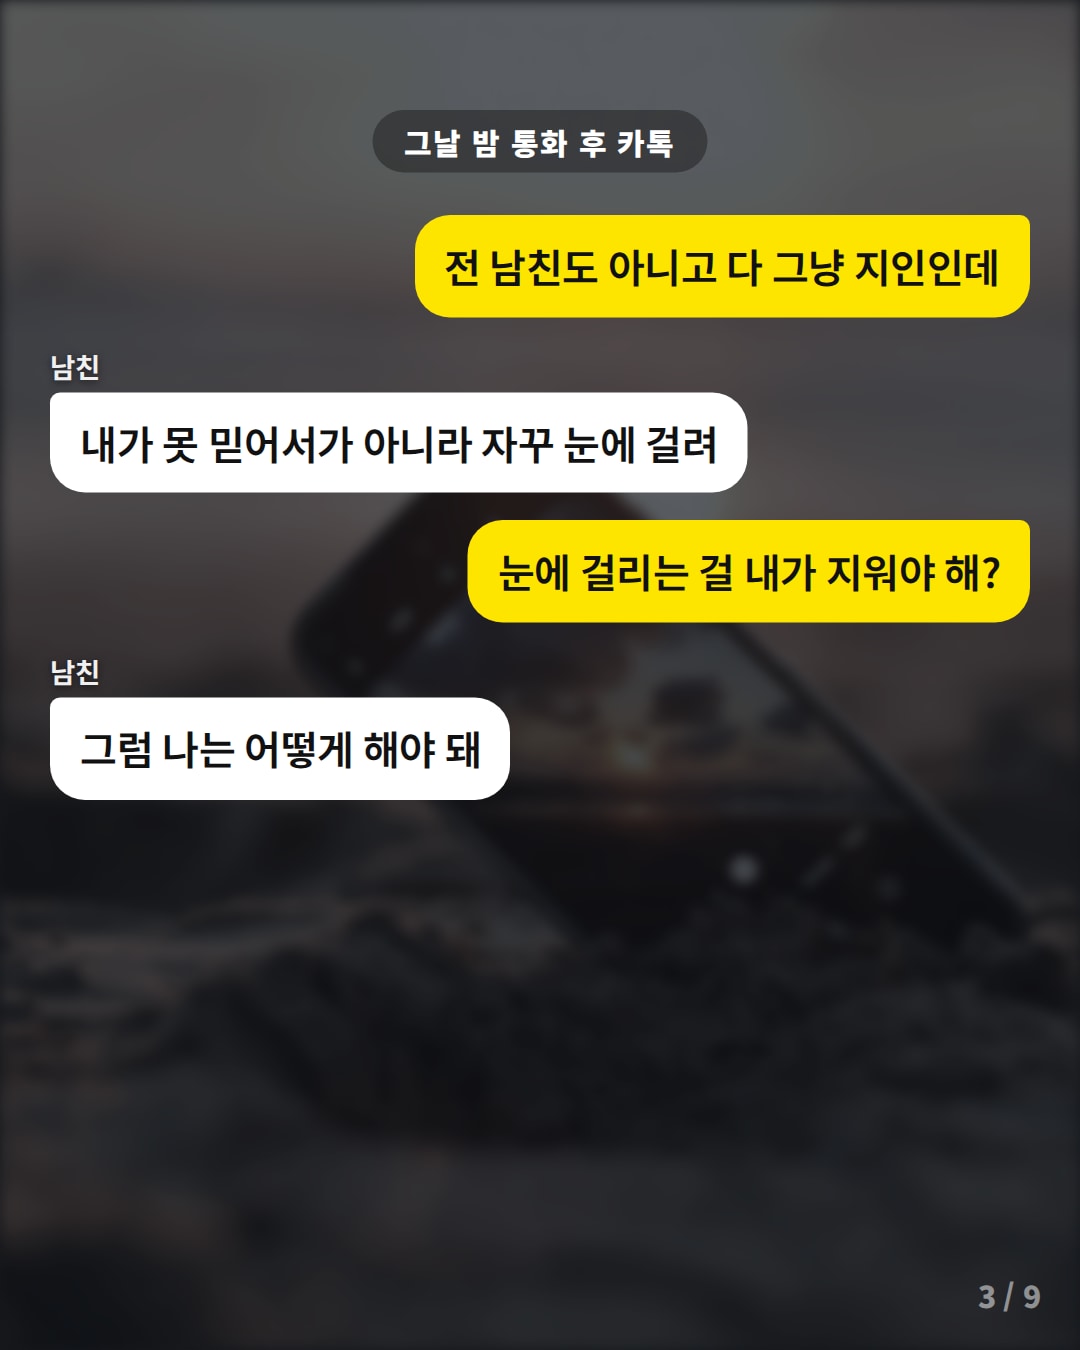 그날 밤 통화 후 카톡
전 남친도 아니고 다 그냥 지인인데
남친
내가 못 믿어서가 아니라 자꾸 눈에 걸려
눈에 걸리는 걸 내가 지워야 해?
남친
그럼 나는 어떻게 해야 돼
3 / 9